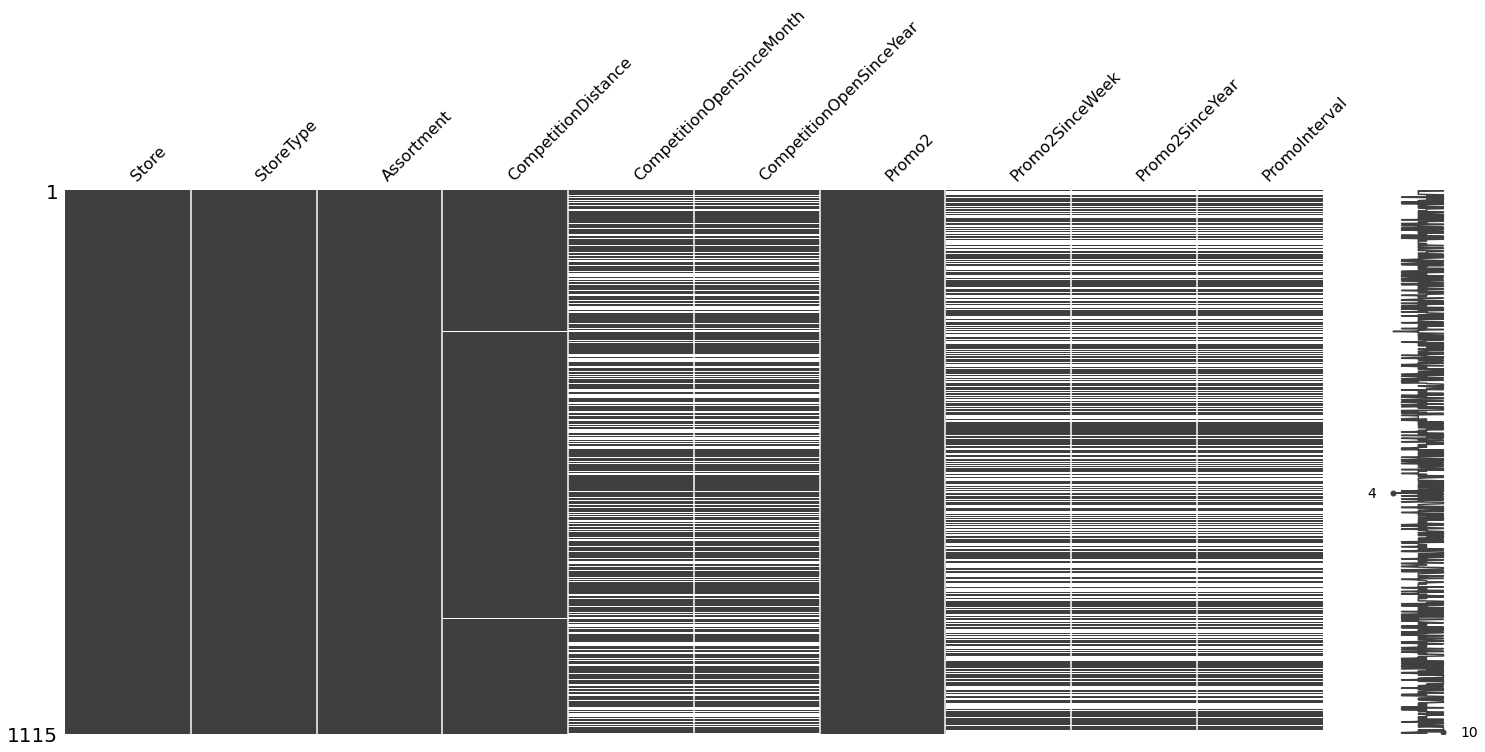 Store
StoreType
Assortment
CompetitionDistance
CompetitionOpenSinceMonth
CompetitionOpenSinceYear
Promo2
Promo2SinceWeek
Promo2SinceYear
PromoInterval
1
4
1115
10